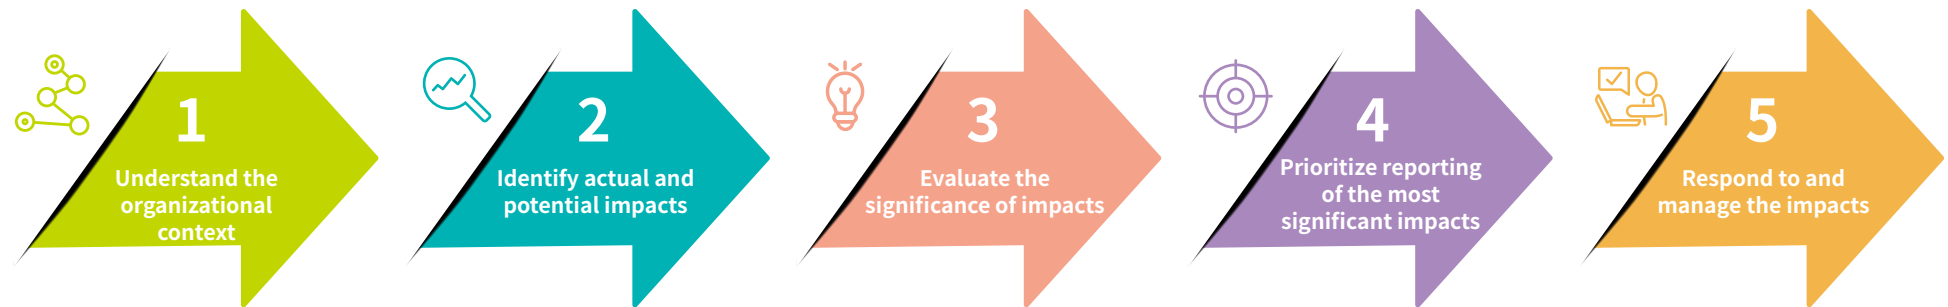 1
Understand the
organizational
context
2
Identify actual and
potential impacts
3
Evaluate the
significance of impacts
4
Prioritize reporting
of the most
significant impacts
5
Respond to and
manage the impacts